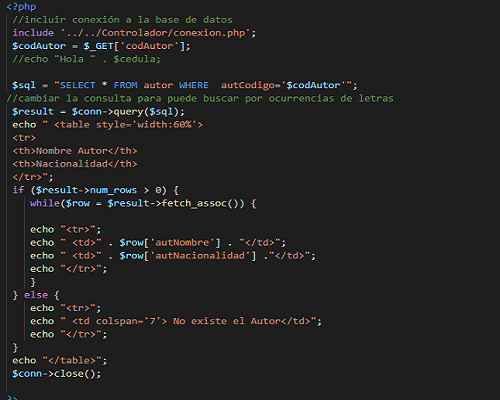 <?php
//incluir conexión a la base de datos
include '../../Controlador/conexion.php';
$codAutor = $_GET['codAutor'];
//echo "Hola " . $cedula;
$sql = "SELECT * FROM autor WHERE  autCodigo='$codAutor'";
//cambiar la consulta para puede buscar por ocurrencias de letras
$result = $conn->query($sql);
echo " <table style='width:60%'>
<tr>
<th>Nombre Autor</th>
<th>Nacionalidad</th>
</tr>";
if ($result->num_rows > 0) {
while($row = $result->fetch_assoc()) {
echo "<tr>";
echo " <td>" . $row['autNombre'] . "</td>";
echo " <td>" . $row['autNacionalidad'] ."</td>";
echo "</tr>";
}
} else {
echo "<tr>";
echo " <td colspan='7'> No existe el Autor</td>";
echo "</tr>";
}
echo "</table>";
$conn->close();
?>